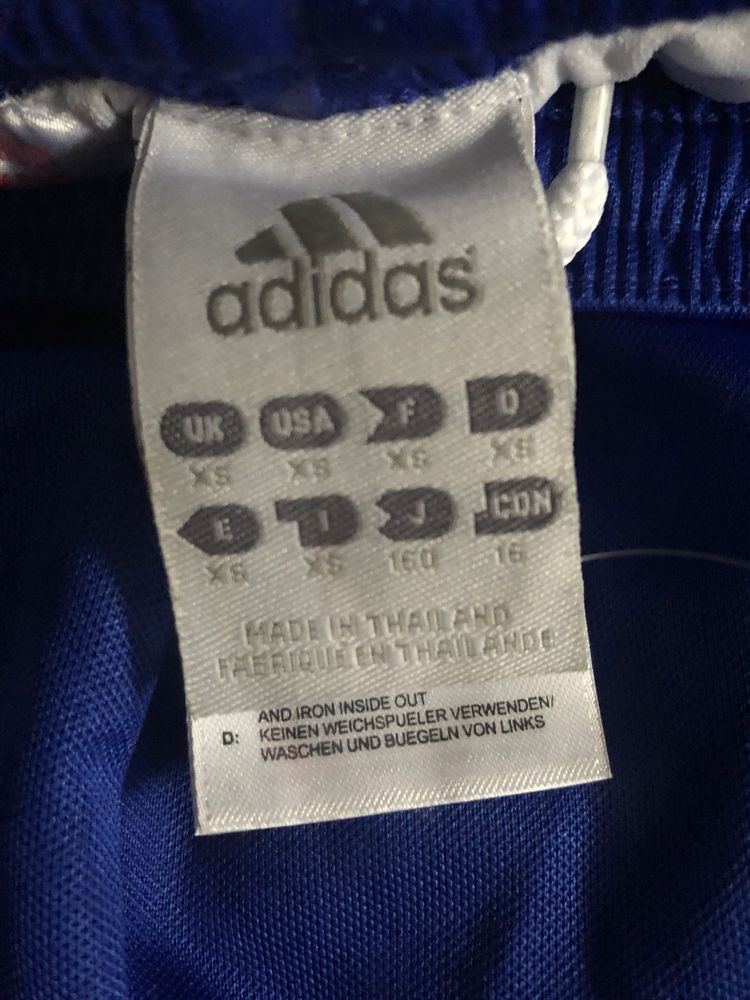 adidas
UK USA F D
XS XS XS XS
E I J CDN
XS XS 160 16
MADE IN THAILAND
FABRIQUE EN THAILANDE
AND IRON INSIDE OUT
D: KEINEN WEICHSPUELER VERWENDEN/
WASCHEN UND BUEGELN VON LINKS